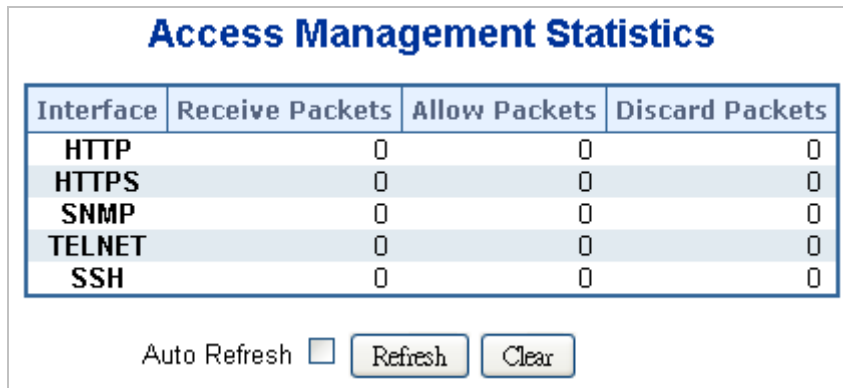 Access Management Statistics
Interface Receive Packets Allow Packets Discard Packets
HTTP 0 0 0
HTTPS 0 0 0
SNMP 0 0 0
TELNET 0 0 0
SSH 0 0 0
Auto Refresh Refresh Clear